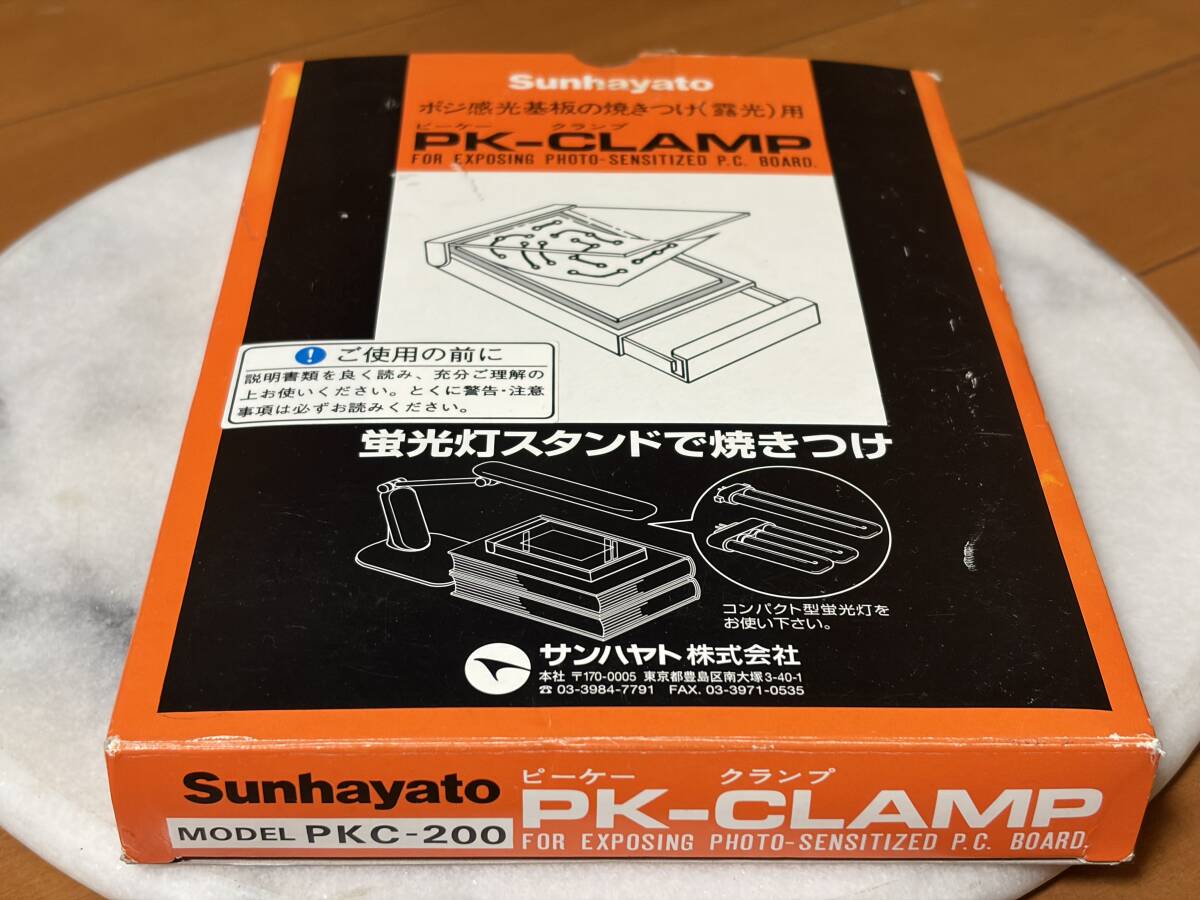 Sunhayato
ポジ感光基板の焼きつけ(露光)用
ピーケー クランプ
PK-CLAMP
FOR EXPOSING PHOTO-SENSITIZED P.C. BOARD.
! ご使用の前に
説明書類を良く読み、充分ご理解の
上お使いください。とくに警告・注意
事項は必ずお読みください。
蛍光灯スタンドで焼きつけ
コンパクト型蛍光灯を
お使い下さい。
サンハヤト株式会社
本社 〒170-0005 東京都豊島区南大塚3-40-1
☎ 03-3984-7791 FAX. 03-3971-0535
Sunhayato
MODEL PKC-200
ピーケー クランプ
PK-CLAMP
FOR EXPOSING PHOTO-SENSITIZED P.C. BOARD.